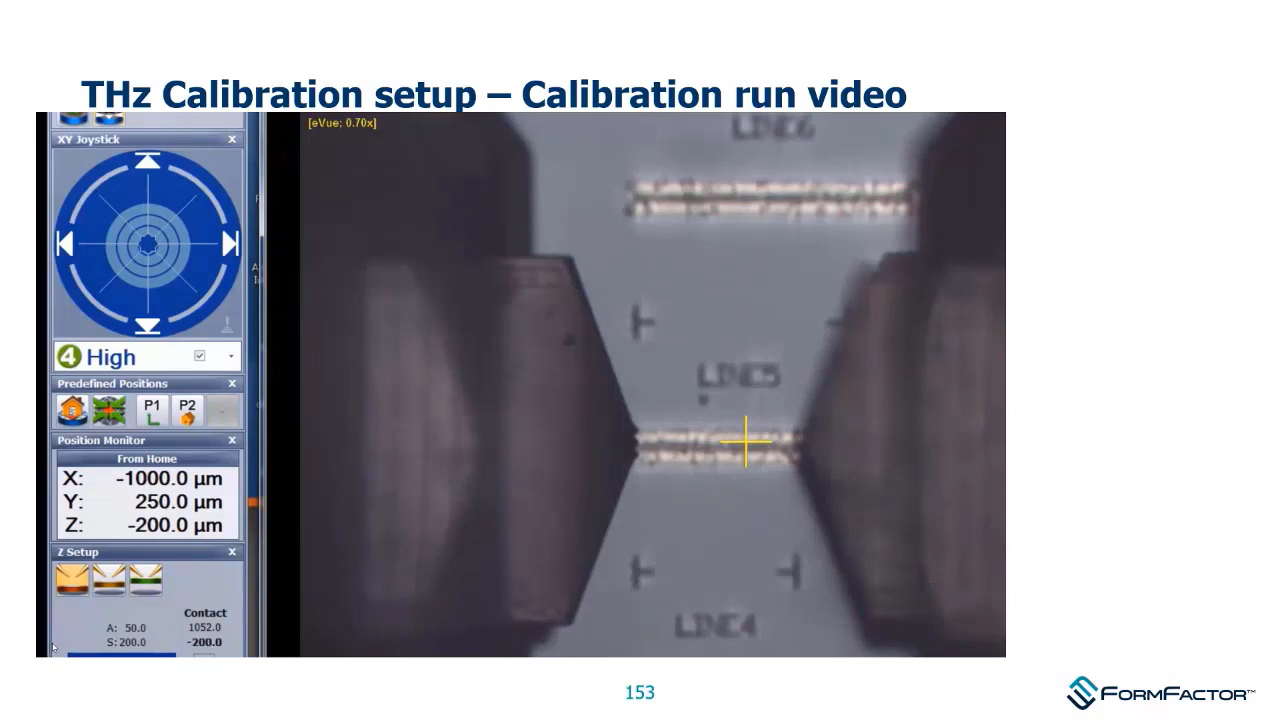 THz Calibration setup – Calibration run video
[eVue; 0.70x]
XY Joystick
X
4 High
Predefined Positions
X
P1
P2
Position Monitor
X
From Home
X: -1000.0 µm
Y: 250.0 µm
Z: -200.0 µm
Z Setup
X
Contact
A: 50.0 1052.0
S: 200.0 -200.0
LINE6
LINE5
LINE4
153
FORMFACTOR™